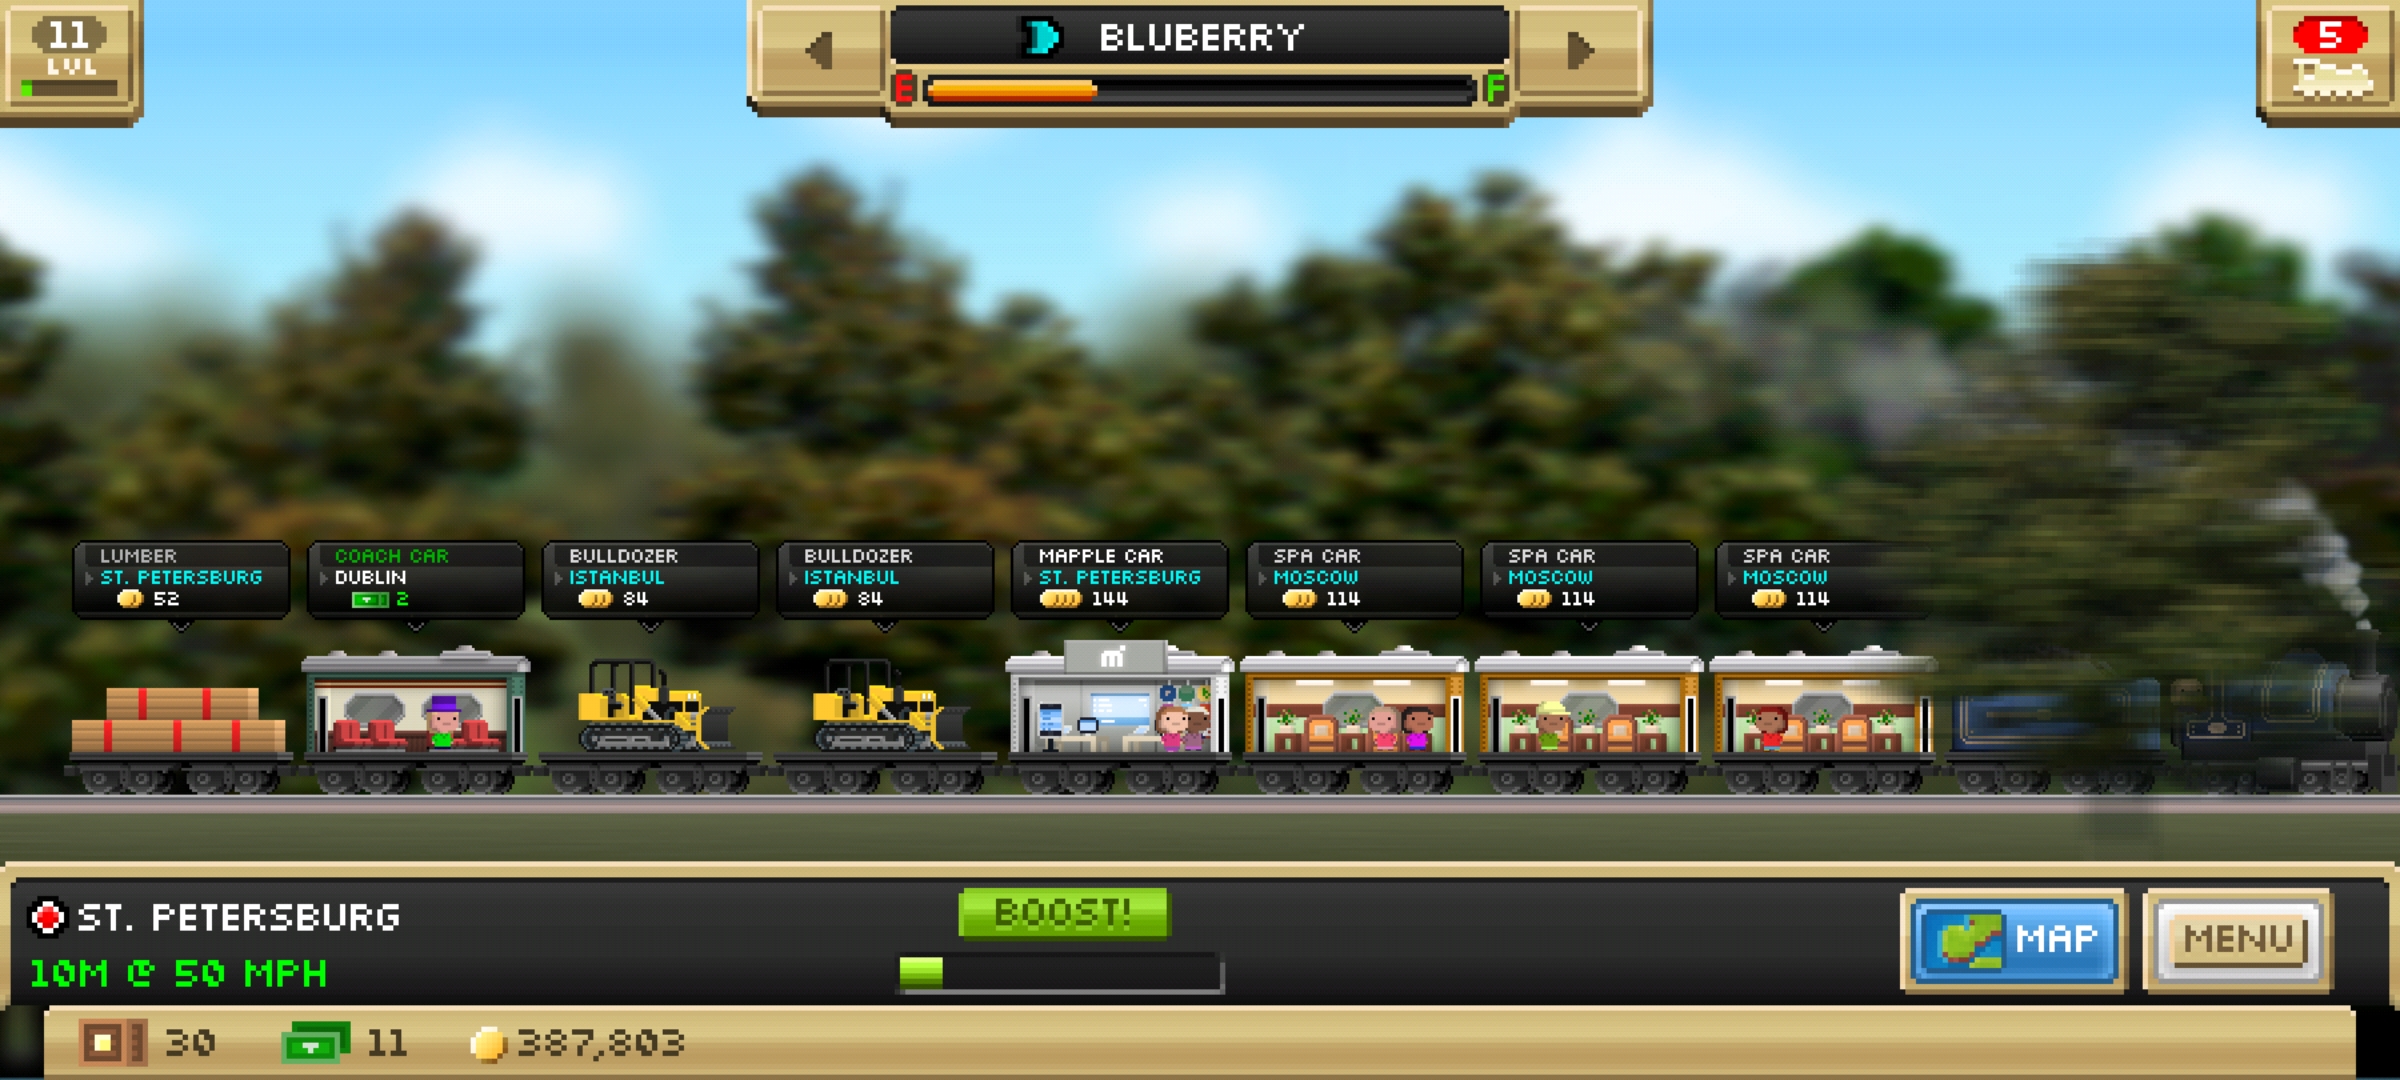 11
LVL
BLUBERRY
E F
5
LUMBER
ST. PETERSBURG
52
COACH CAR
DUBLIN
2
BULLDOZER
ISTANBUL
84
BULLDOZER
ISTANBUL
84
MAPPLE CAR
ST. PETERSBURG
144
SPA CAR
MOSCOW
114
SPA CAR
MOSCOW
114
SPA CAR
MOSCOW
114
m
ST. PETERSBURG
10M @ 50 MPH
BOOST!
MAP
MENU
30
11
387,803